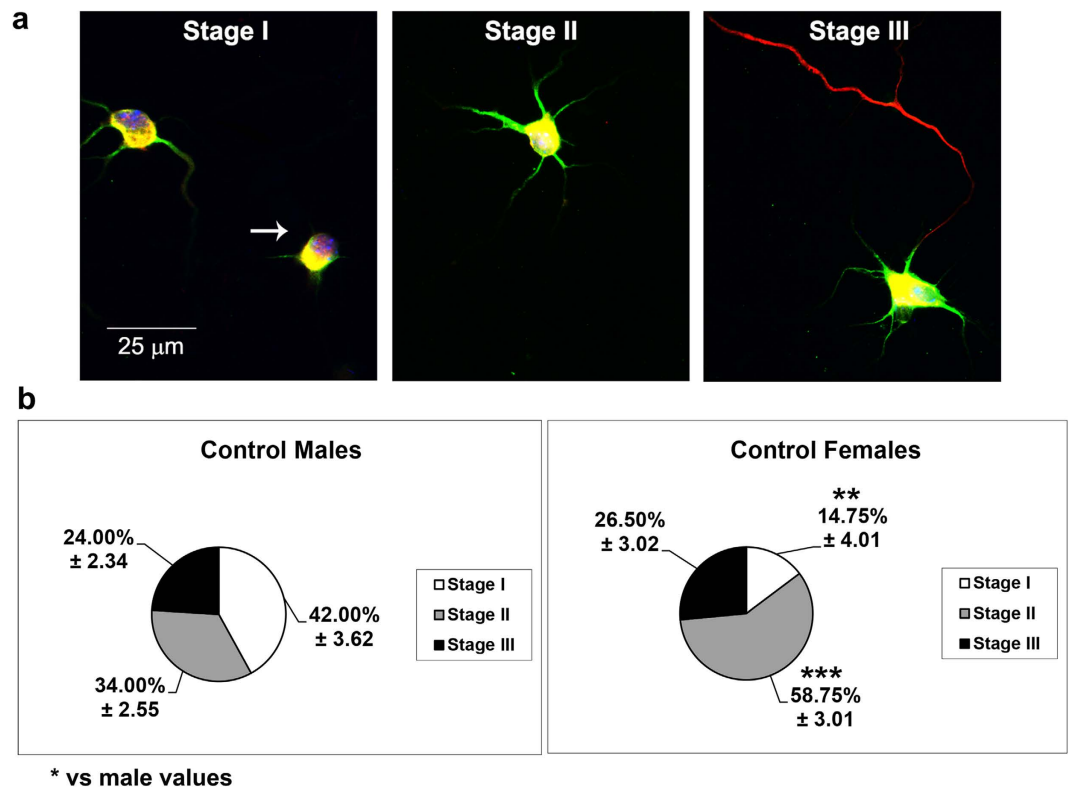 a
Stage I
Stage II
Stage III
25 μm
b
Control Males
24.00%
± 2.34
42.00%
± 3.62
34.00%
± 2.55
Stage I
Stage II
Stage III
Control Females
26.50%
± 3.02
**
14.75%
± 4.01
***
58.75%
± 3.01
Stage I
Stage II
Stage III
* vs male values